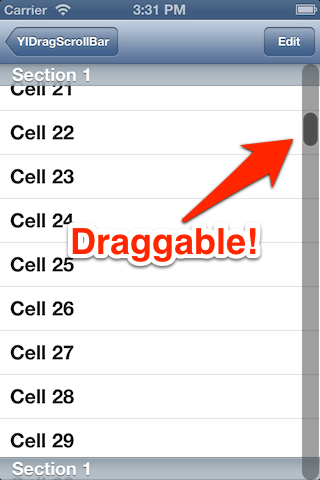 Carrier 3:31 PM
YIDragScrollBar Edit
Section 1
Cell 21
Cell 22
Cell 23
Cell 24
Draggable!
Cell 25
Cell 26
Cell 27
Cell 28
Cell 29
Section 1